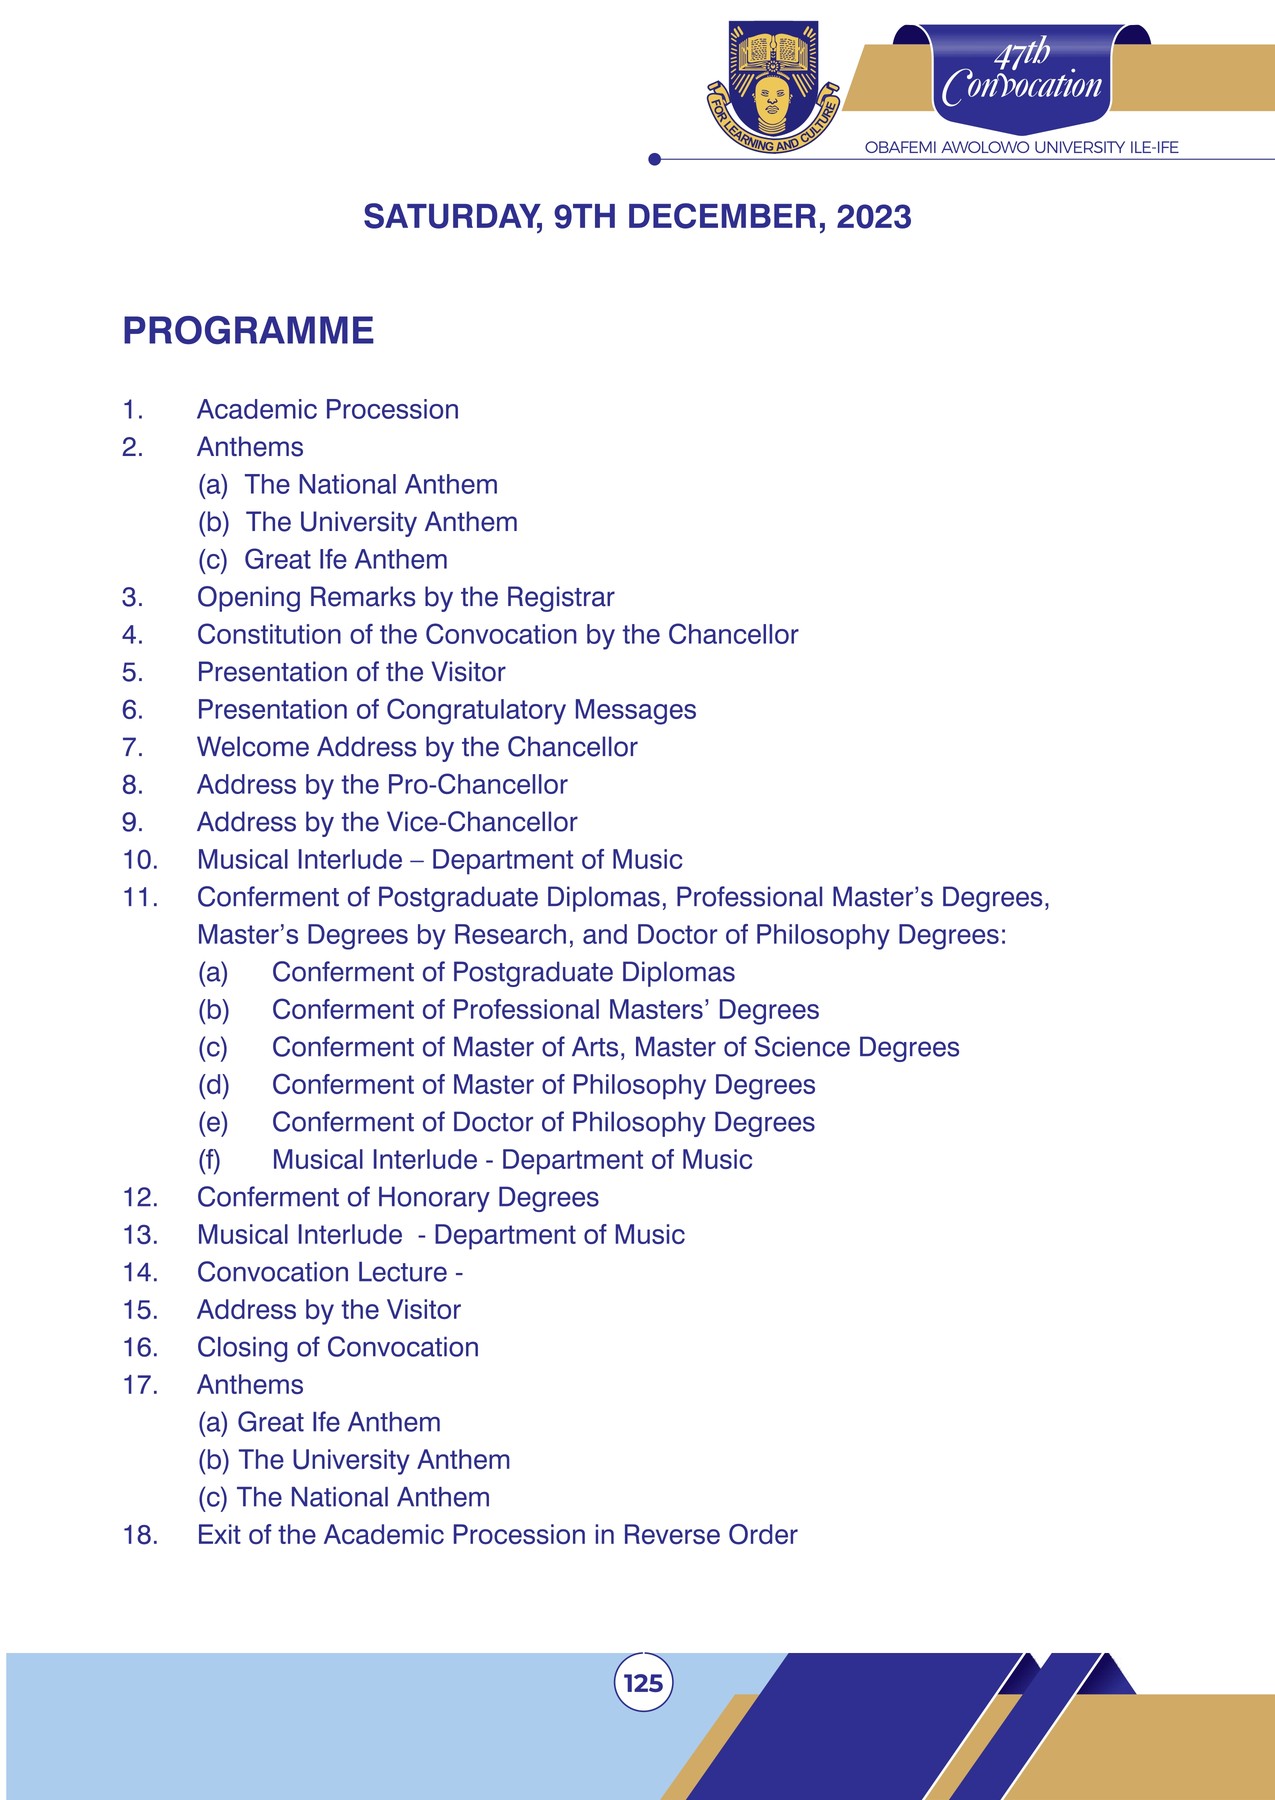 47th
Convocation
FOR LEARNING AND CULTURE
OBAFEMI AWOLOWO UNIVERSITY ILE-IFE
SATURDAY, 9TH DECEMBER, 2023
PROGRAMME
1. Academic Procession
2. Anthems
(a) The National Anthem
(b) The University Anthem
(c) Great Ife Anthem
3. Opening Remarks by the Registrar
4. Constitution of the Convocation by the Chancellor
5. Presentation of the Visitor
6. Presentation of Congratulatory Messages
7. Welcome Address by the Chancellor
8. Address by the Pro-Chancellor
9. Address by the Vice-Chancellor
10. Musical Interlude – Department of Music
11. Conferment of Postgraduate Diplomas, Professional Master’s Degrees,
Master’s Degrees by Research, and Doctor of Philosophy Degrees:
(a) Conferment of Postgraduate Diplomas
(b) Conferment of Professional Masters’ Degrees
(c) Conferment of Master of Arts, Master of Science Degrees
(d) Conferment of Master of Philosophy Degrees
(e) Conferment of Doctor of Philosophy Degrees
(f) Musical Interlude - Department of Music
12. Conferment of Honorary Degrees
13. Musical Interlude - Department of Music
14. Convocation Lecture -
15. Address by the Visitor
16. Closing of Convocation
17. Anthems
(a) Great Ife Anthem
(b) The University Anthem
(c) The National Anthem
18. Exit of the Academic Procession in Reverse Order
125